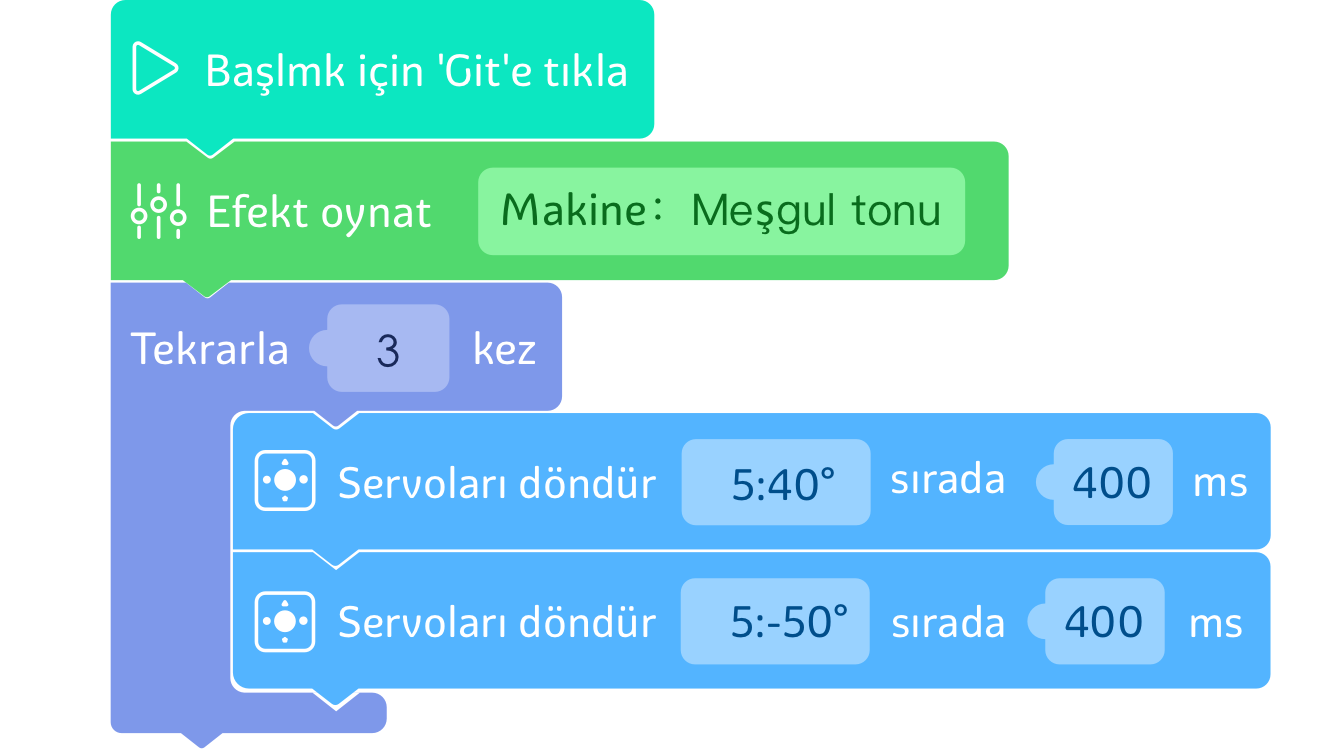 Başlmk için 'Git'e tıkla
Efekt oynat Makine: Meşgul tonu
Tekrarla 3 kez
Servoları döndür 5:40° sırada 400 ms
Servoları döndür 5:-50° sırada 400 ms